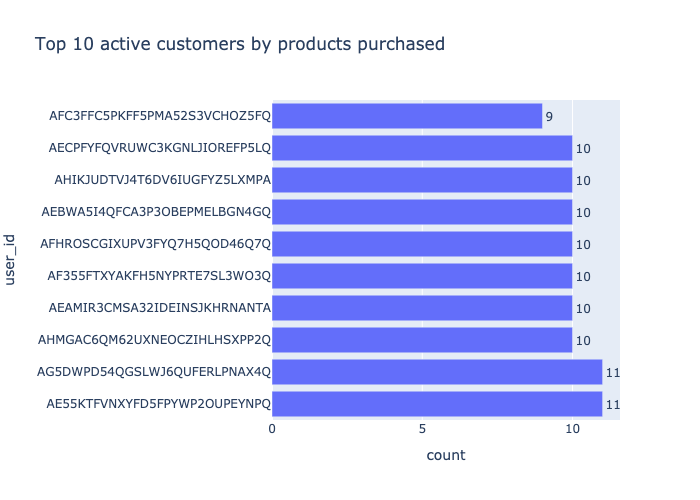 Top 10 active customers by products purchased
AFC3FFC5PKFF5PMA52S3VCHOZ5FQ 9
AECPFYFQVRUWC3KGNLJIOREFP5LQ 10
AHIKJUDTVJ4T6DV6IUGFYZ5LXMPA 10
AEBWA5I4QFCA3P3OBEPMELBGN4GQ 10
AFHROSCGIXUPV3FYQ7H5QOD46Q7Q 10
AF355FTXYAKFH5NYPRTE7SL3WO3Q 10
AEAMIR3CMSA32IDEINSJKHRNANTA 10
AHMGAC6QM62UXNEOCZIHLHSXPP2Q 10
AG5DWPD54QGSLWJ6QUFERLPNAX4Q 11
AE55KTFVNXYFD5FPYWP2OUPEYNPQ 11
user_id
0 5 10
count